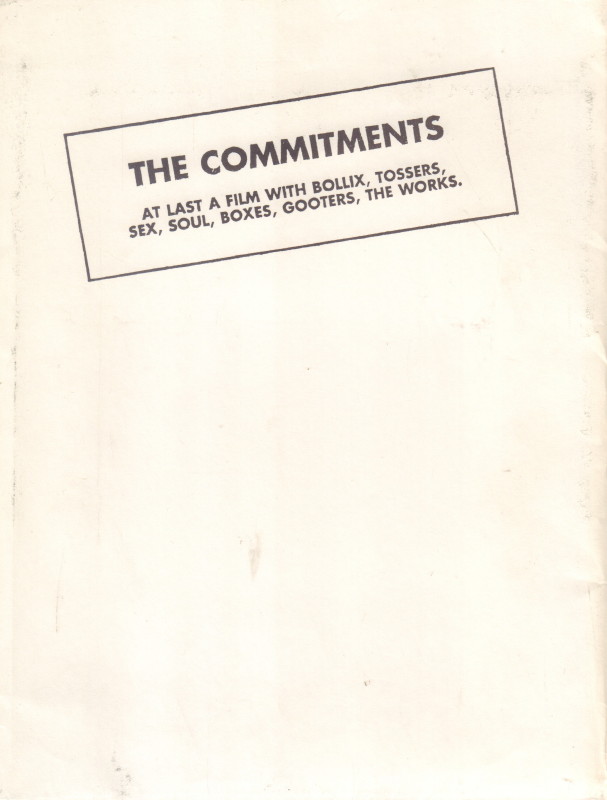 THE COMMITMENTS
AT LAST A FILM WITH BOLLIX, TOSSERS,
SEX, SOUL, BOXES, GOOTERS, THE WORKS.